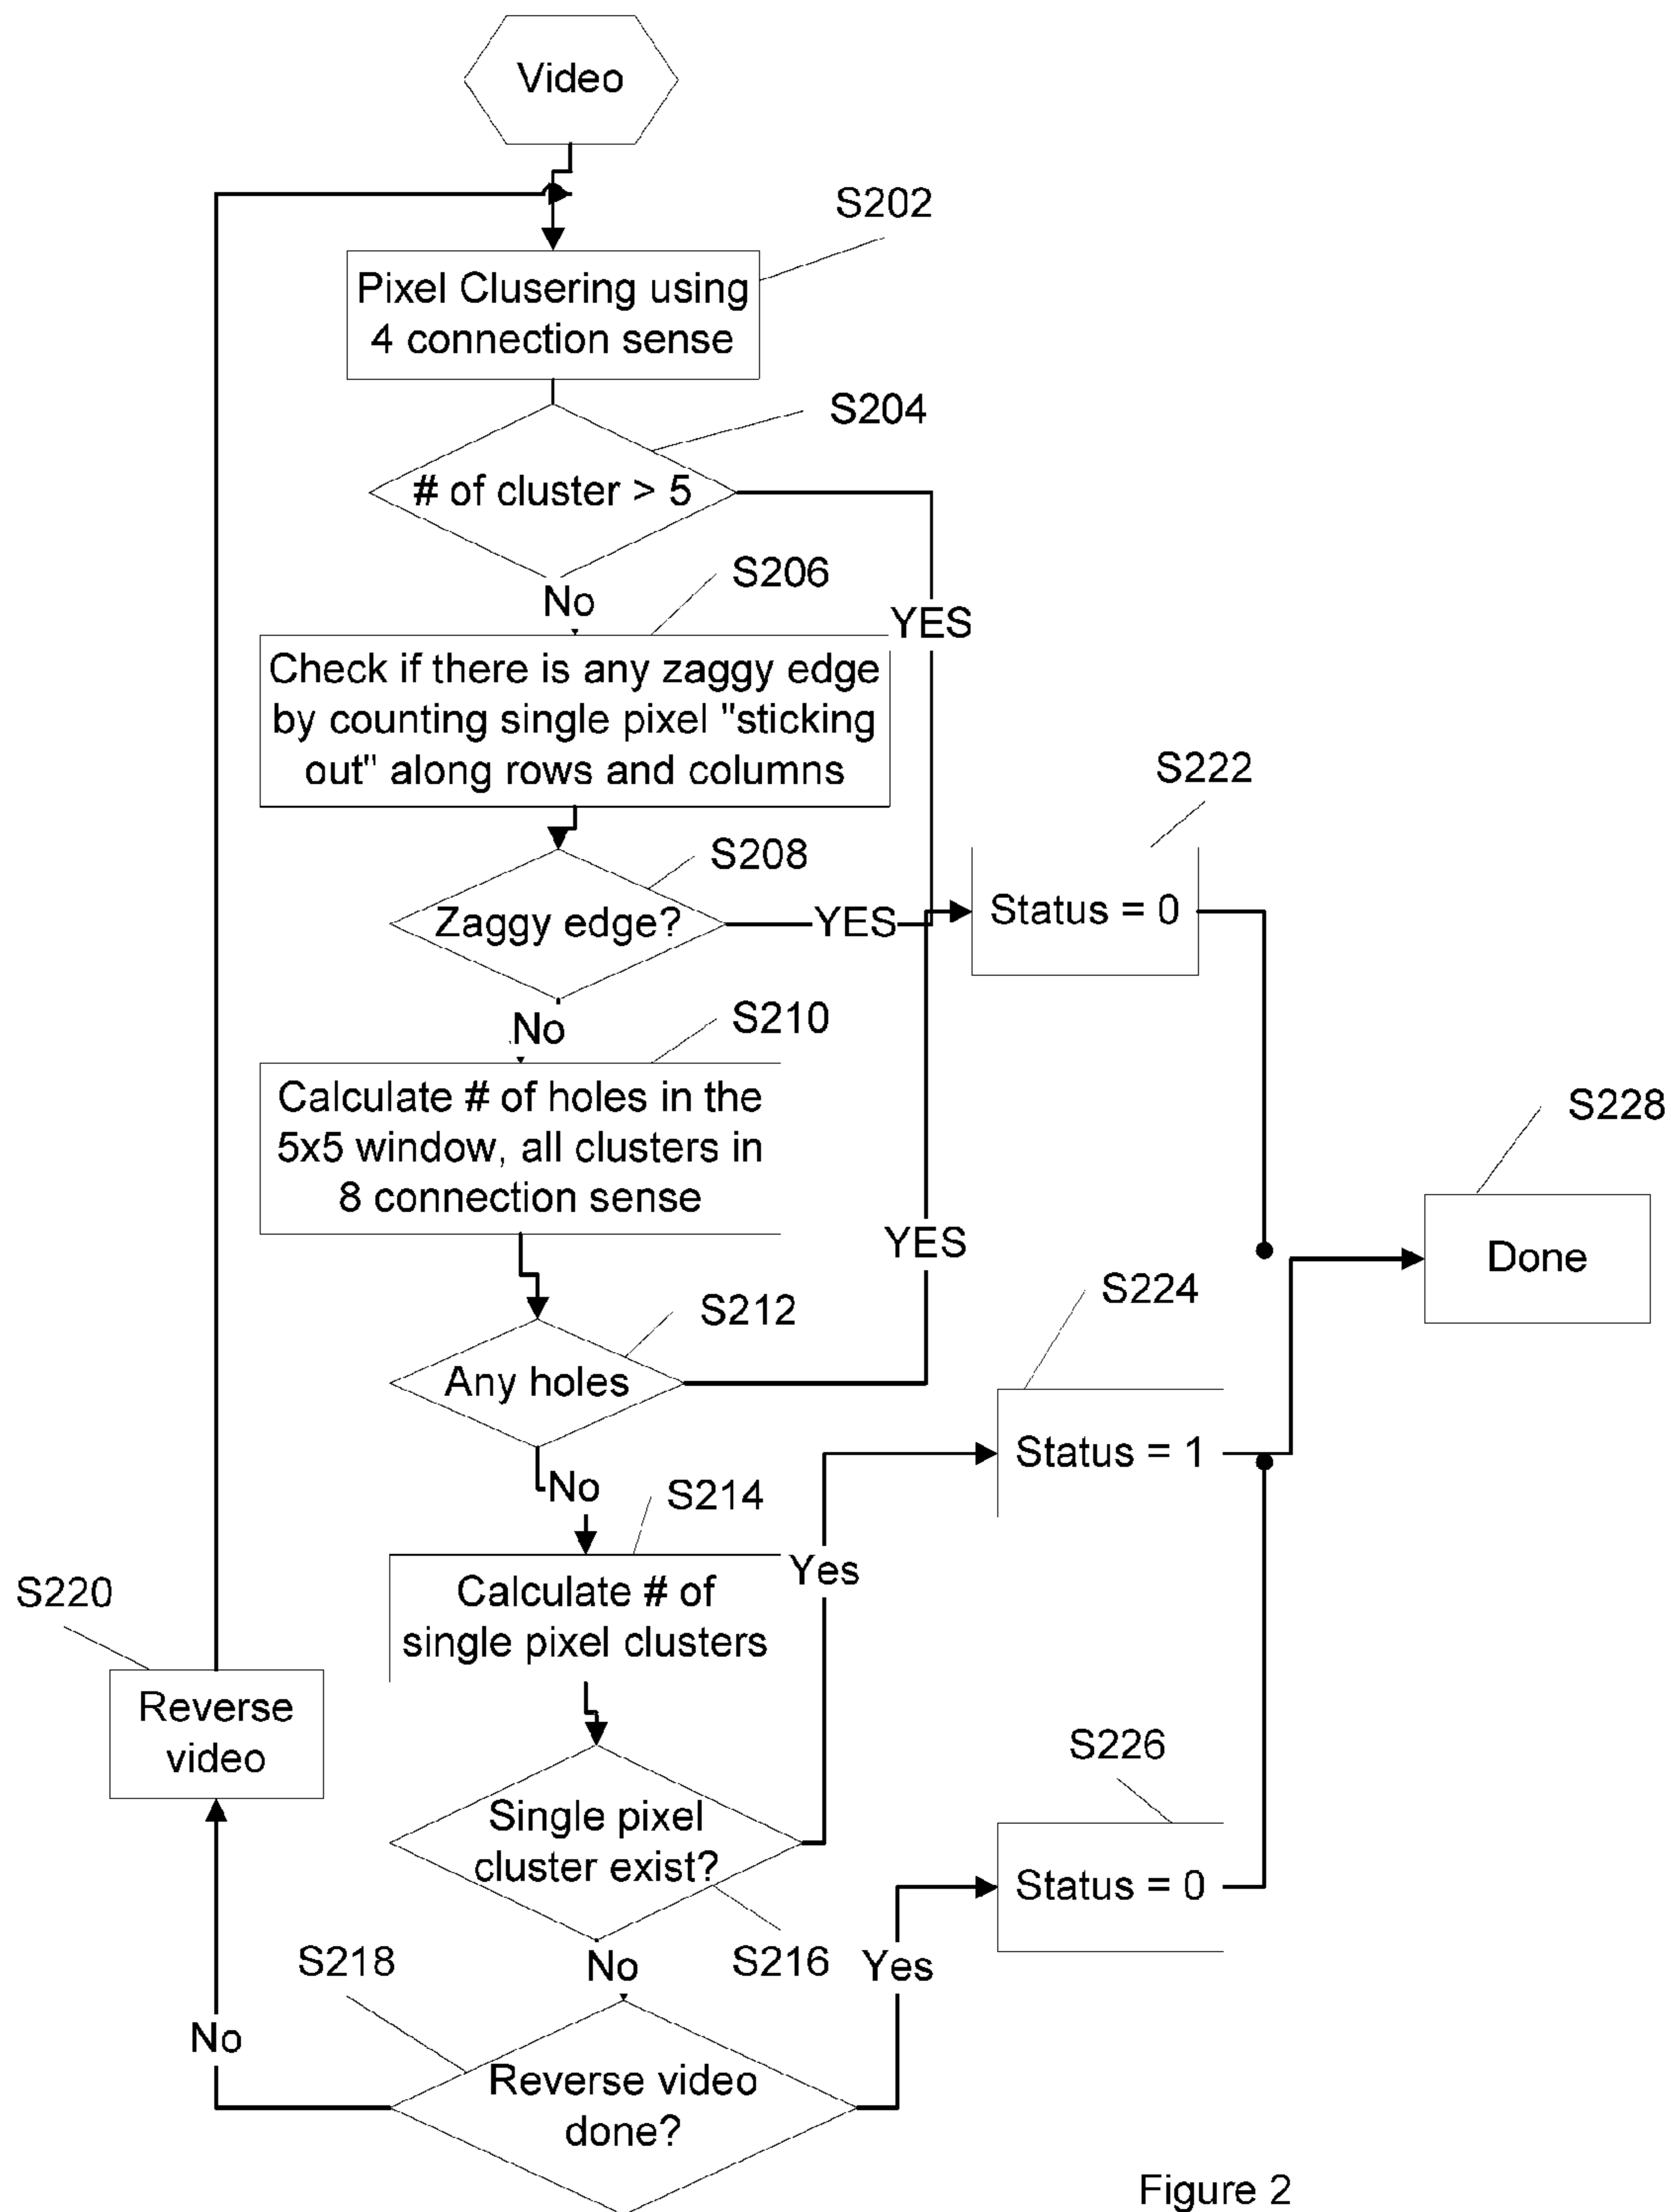 Video
S202
Pixel Clusering using
4 connection sense
S204
# of cluster > 5
No
S206
YES
Check if there is any zaggy edge
by counting single pixel "sticking
out" along rows and columns
S222
S208
Zaggy edge?
YES
Status = 0
No
S210
Calculate # of holes in the
5x5 window, all clusters in
8 connection sense
S228
Done
YES
S224
S212
Any holes
Status = 1
No
S214
Yes
Calculate # of
single pixel clusters
S220
Reverse
video
S226
Single pixel
cluster exist?
Status = 0
S218
No
S216
Yes
No
Reverse video
done?
Figure 2